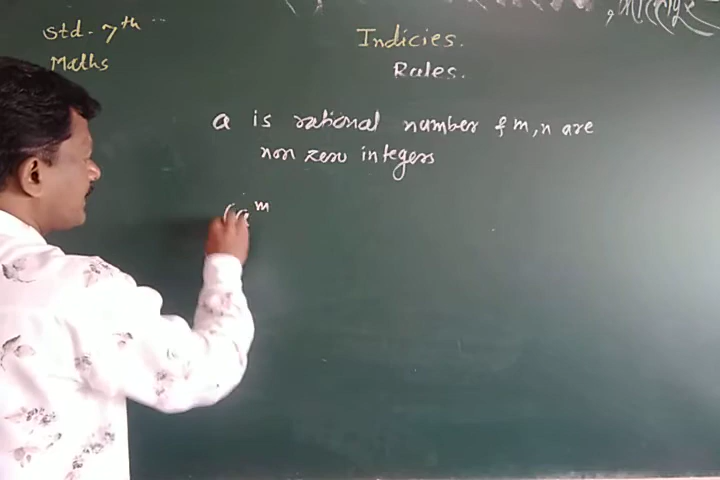 Std. 7th
Maths
Indicies.
Rules.
a is rational number & m, n are
non zero integers
(a m